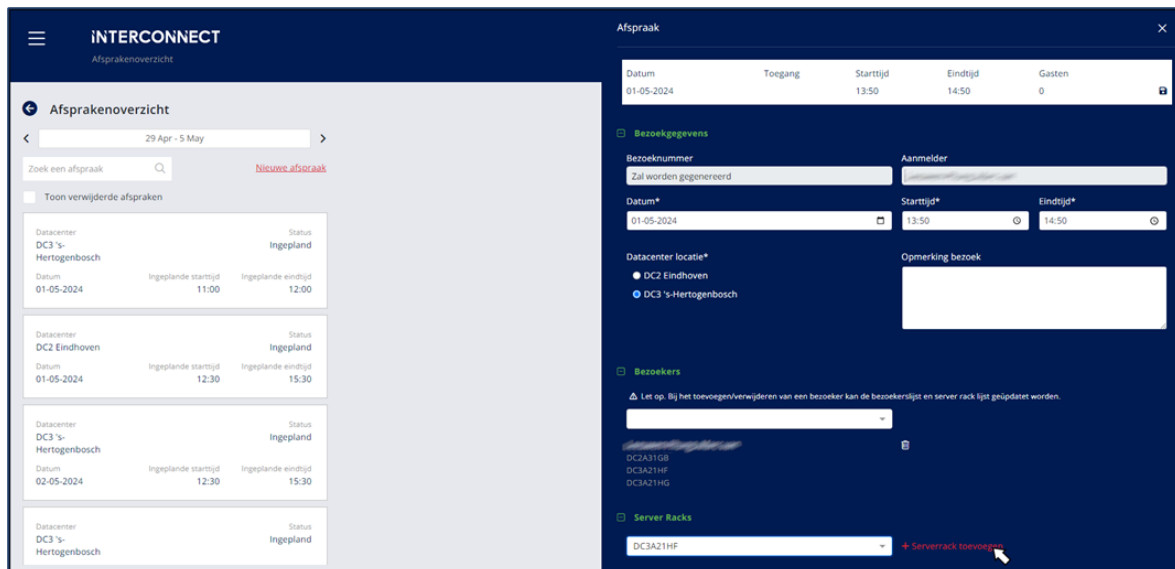 INTERCONNECT
Afsprakenoverzicht
Afsprakenoverzicht
29 Apr - 5 May
Zoek een afspraak
Nieuwe afspraak
Toon verwijderde afspraken
Datacenter Status
DC3 's-Hertogenbosch Ingepland
Datum Ingeplande starttijd Ingeplande eindtijd
01-05-2024 11:00 12:00
Datacenter Status
DC2 Eindhoven Ingepland
Datum Ingeplande starttijd Ingeplande eindtijd
01-05-2024 12:30 15:30
Datacenter Status
DC3 's-Hertogenbosch Ingepland
Datum Ingeplande starttijd Ingeplande eindtijd
02-05-2024 12:30 15:30
Datacenter Status
DC3 's-Hertogenbosch Ingepland
Afspraak
Datum Toegang Starttijd Eindtijd Gasten
01-05-2024 13:50 14:50 0
Bezoekgegevens
Bezoeknummer Aanmelder
Zal worden gegenereerd
Datum* Starttijd* Eindtijd*
01-05-2024 13:50 14:50
Datacenter locatie* Opmerking bezoek
DC2 Eindhoven
DC3 's-Hertogenbosch
Bezoekers
Let op. Bij het toevoegen/verwijderen van een bezoeker kan de bezoekerslijst en server rack lijst geüpdatet worden.
DC2A31GB
DC3A21HF
DC3A21HG
Server Racks
DC3A21HF + Serverrack toevoegen